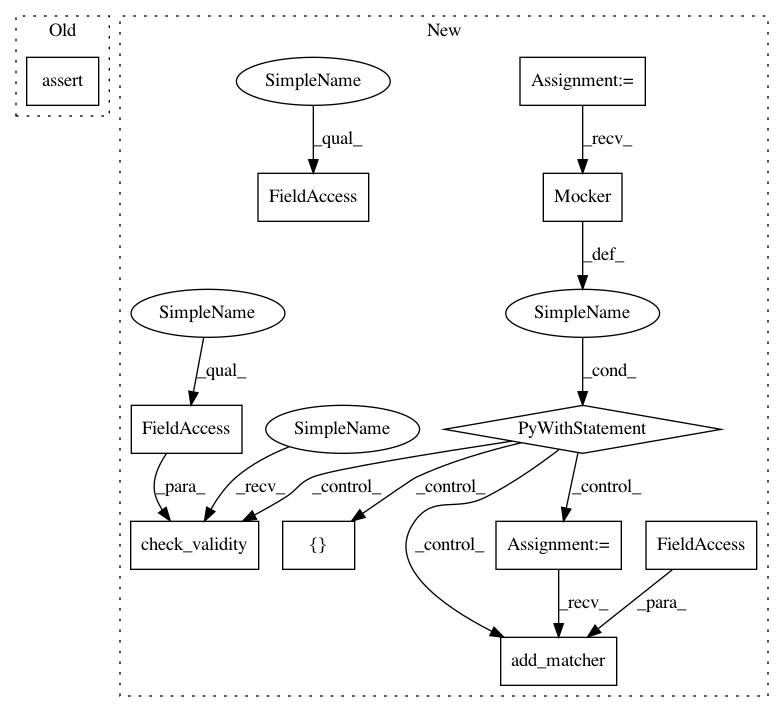 Old
New
assert
SimpleName
Assignment:=
_qual_
_recv_
FieldAccess
Mocker
_def_
SimpleName
SimpleName
_qual_
_cond_
FieldAccess
SimpleName
PyWithStatement
_para_
_recv_
_control_
_control_
_control_
check_validity
{}
_control_
Assignment:=
FieldAccess
_recv_
_para_
add_matcher